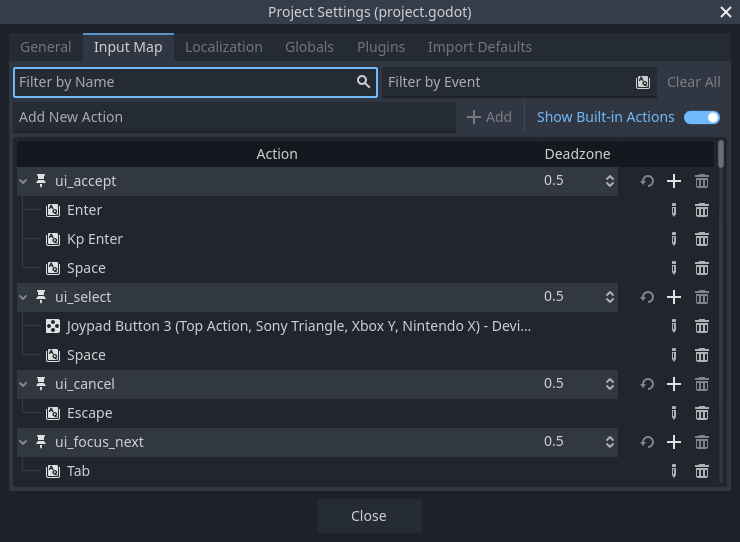 Project Settings (project.godot)
General Input Map Localization Globals Plugins Import Defaults
Filter by Name Filter by Event Clear All
Add New Action Add Show Built-in Actions
Action Deadzone
ui_accept 0.5
Enter
Kp Enter
Space
ui_select 0.5
Joypad Button 3 (Top Action, Sony Triangle, Xbox Y, Nintendo X) - Devi...
Space
ui_cancel 0.5
Escape
ui_focus_next 0.5
Tab
Close